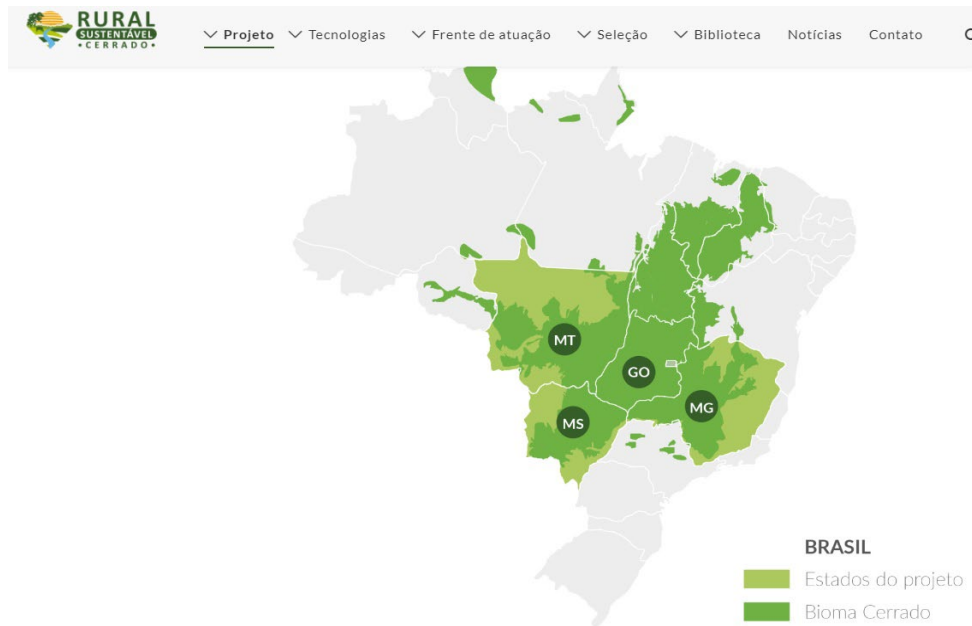 RURAL
SUSTENTÁVEL
• CERRADO •
Projeto Tecnologias Frente de atuação Seleção Biblioteca Notícias Contato
MT
GO
MG
MS
BRASIL
Estados do projeto
Bioma Cerrado